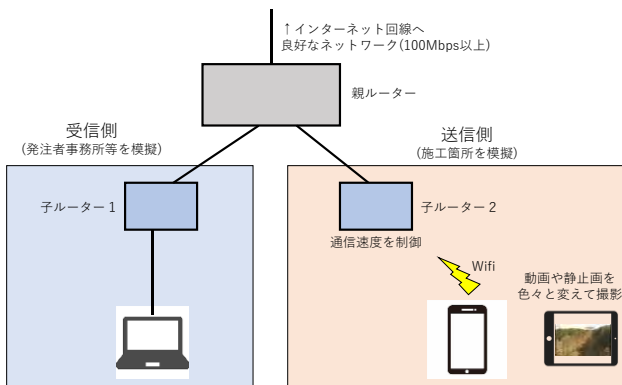 ↑インターネット回線へ
良好なネットワーク(100Mbps以上)
親ルーター
受信側
(発注者事務所等を模擬)
送信側
(施工箇所を模擬)
子ルーター1
子ルーター2
通信速度を制御
Wifi
動画や静止画を
色々と変えて撮影